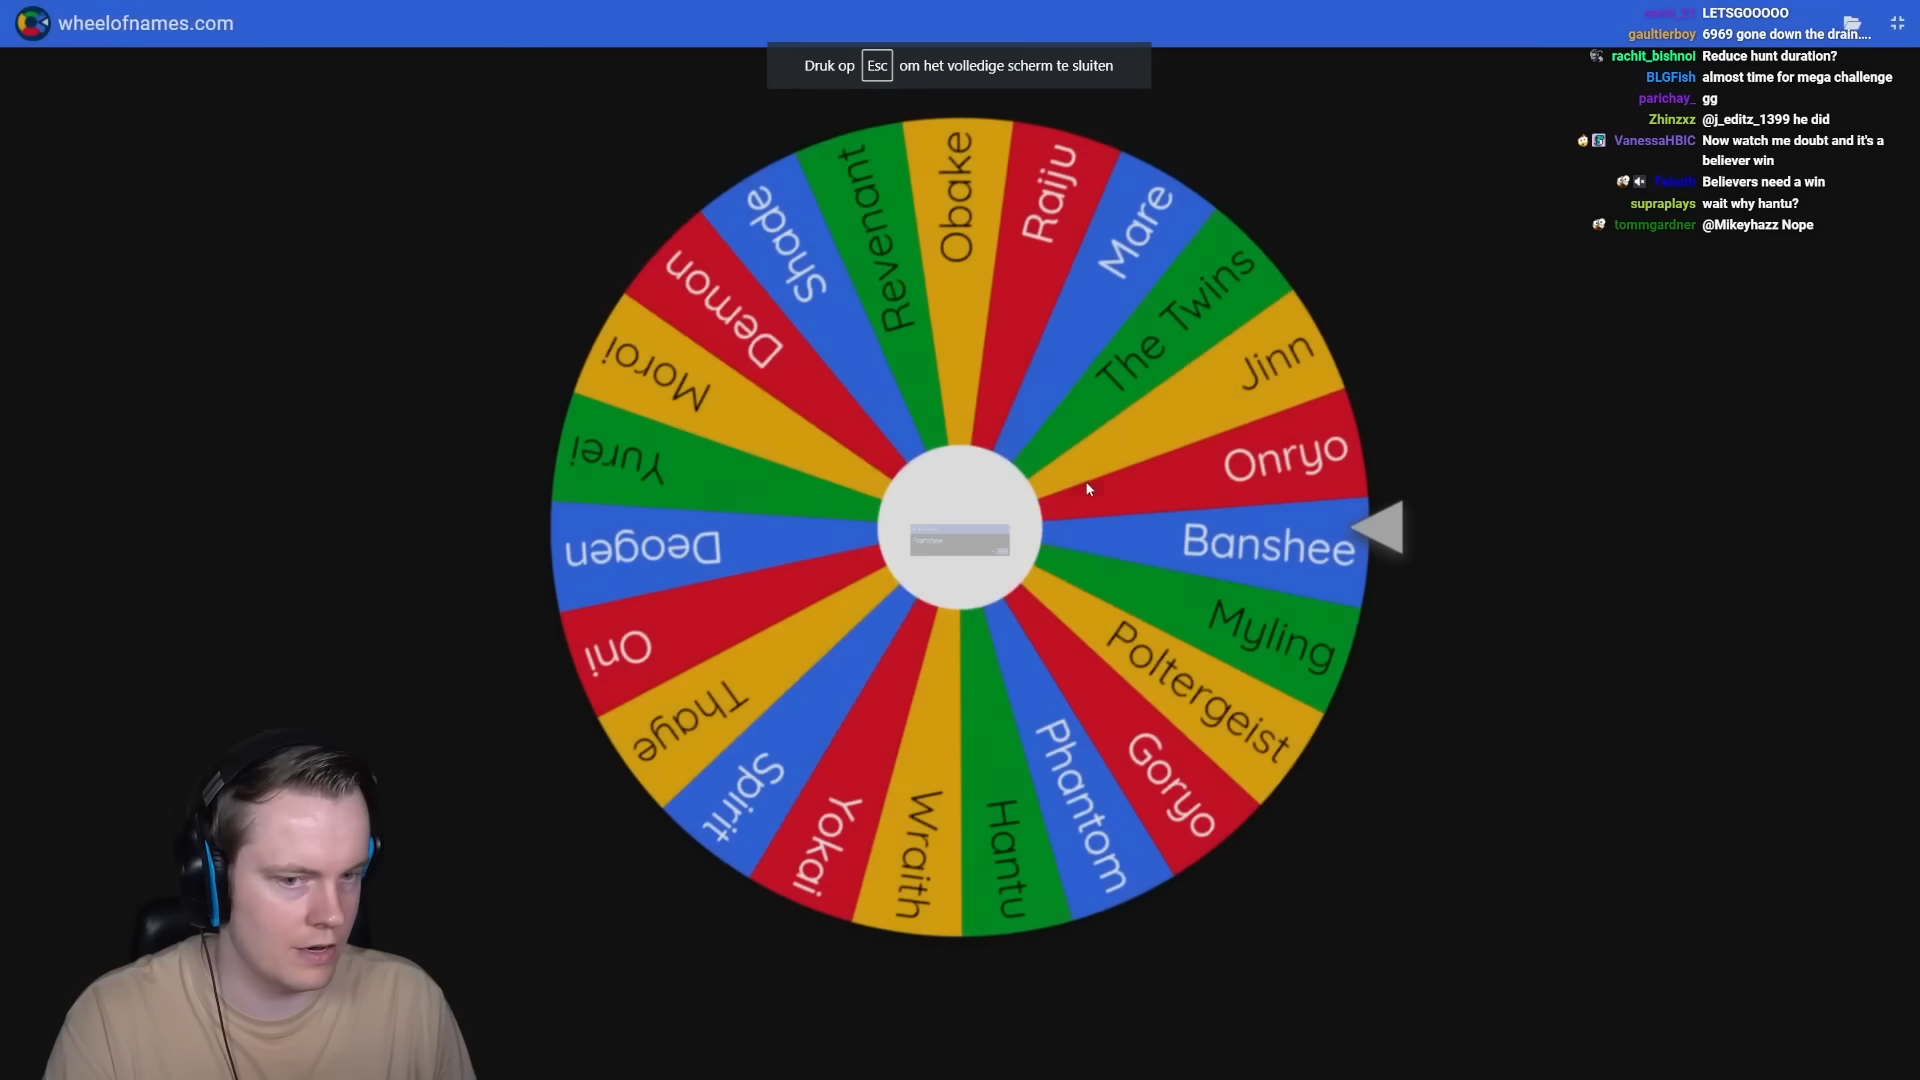 wheelofnames.com
Druk op Esc om het volledige scherm te sluiten
LETSGOOOOO
gaultierboy 6969 gone down the drain....
rachit_bishnoi Reduce hunt duration?
BLGFish almost time for mega challenge
parichay_ gg
Zhinzxz @j_editz_1399 he did
VanessaHBIC Now watch me doubt and it's a
believer win
Believers need a win
supraplays wait why hantu?
tommgardner @Mikeyhazz Nope
Obake
Raiju
Mare
The Twins
Jinn
Onryo
Banshee
Myling
Poltergeist
Goryo
Phantom
Hantu
Wraith
Yokai
Spirit
Thaye
Oni
Deogen
Yurei
Moroi
Demon
Shade
Revenant